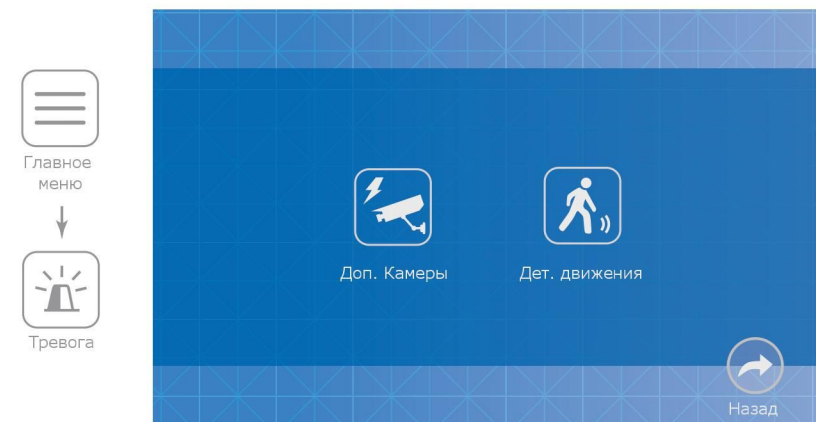 Главное
меню
Тревога
Доп. Камеры
Дет. движения
Назад